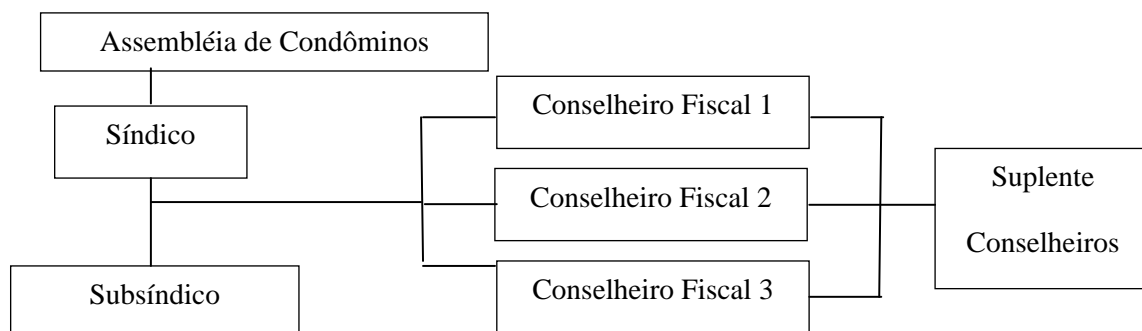 Assembléia de Condôminos
Síndico
Subsíndico
Conselheiro Fiscal 1
Conselheiro Fiscal 2
Conselheiro Fiscal 3
Suplente
Conselheiros